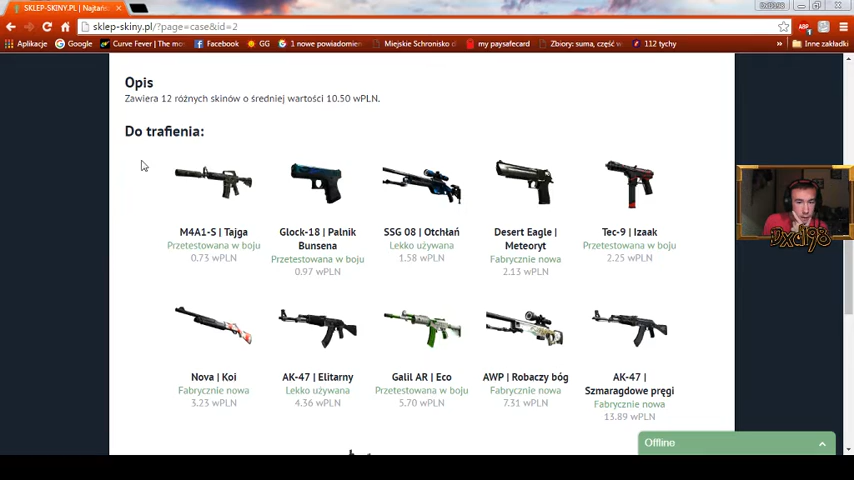 SKLEP-SKINY.PL | Najtańs
sklep-skiny.pl/?page=case&id=2
Aplikacje Google Curve Fever | The mo Facebook GG 1 nowe powiadomien Miejskie Schronisko d my paysafecard Zbiory: suma, część w 112 tychy » Inne zakładki
Opis
Zawiera 12 różnych skinów o średniej wartości 10.50 wPLN.
Do trafienia:
M4A1-S | Tajga
Przetestowana w boju
0.73 wPLN
Glock-18 | Palnik
Bunsena
Przetestowana w boju
0.97 wPLN
SSG 08 | Otchłań
Lekko używana
1.58 wPLN
Desert Eagle |
Meteoryt
Fabrycznie nowa
2.13 wPLN
Tec-9 | Izaak
Przetestowana w boju
2.25 wPLN
Nova | Koi
Fabrycznie nowa
3.23 wPLN
AK-47 | Elitarny
Lekko używana
4.36 wPLN
Galil AR | Eco
Przetestowana w boju
5.70 wPLN
AWP | Robaczy bóg
Fabrycznie nowa
7.31 wPLN
AK-47 |
Szmaragdowe pręgi
Fabrycznie nowa
13.89 wPLN
Dxd198
Offline